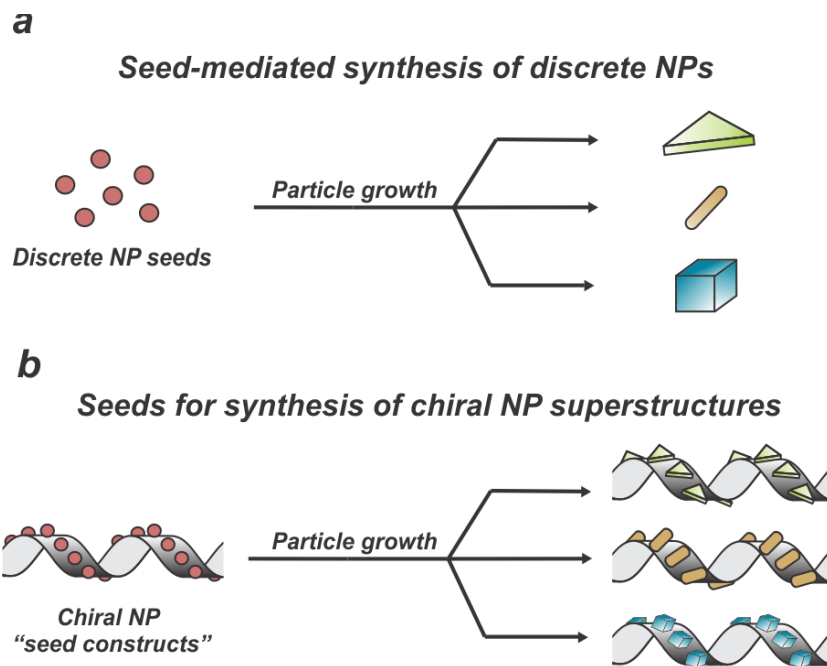 a
Seed-mediated synthesis of discrete NPs
Particle growth
Discrete NP seeds
b
Seeds for synthesis of chiral NP superstructures
Particle growth
Chiral NP
“seed constructs”